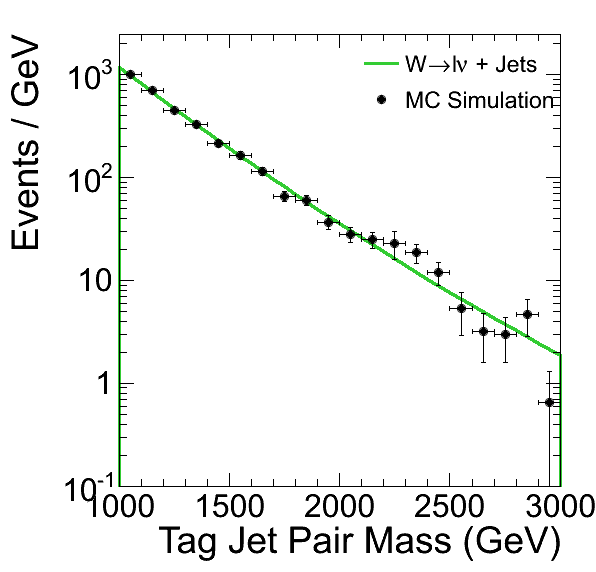 Events / GeV
W→lν + Jets
MC Simulation
10³
10²
10
1
10⁻¹
1000 1500 2000 2500 3000
Tag Jet Pair Mass (GeV)